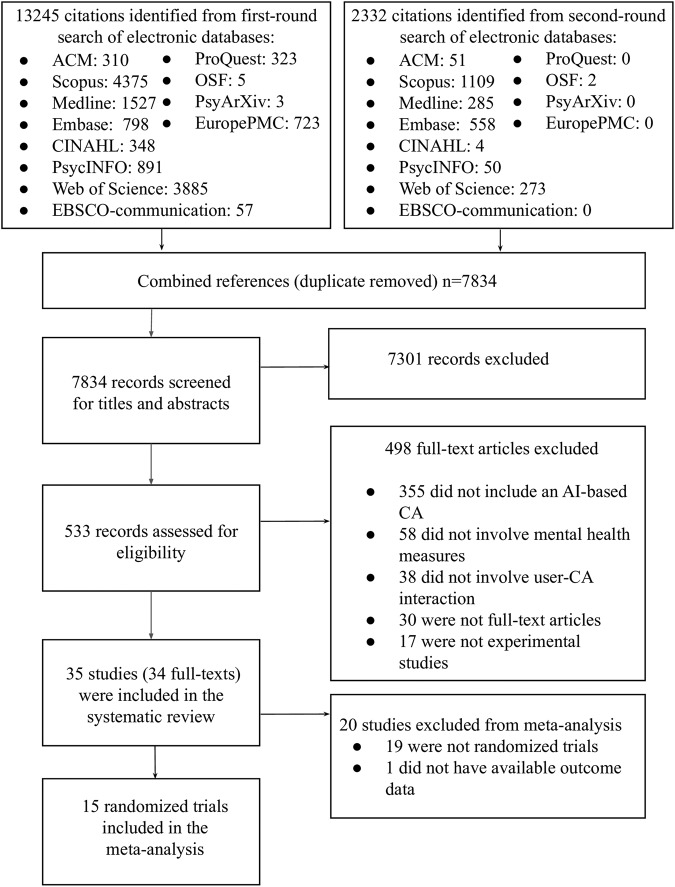 13245 citations identified from first-round
search of electronic databases:
● ACM: 310
● Scopus: 4375
● Medline: 1527
● Embase: 798
● CINAHL: 348
● PsycINFO: 891
● Web of Science: 3885
● EBSCO-communication: 57
● ProQuest: 323
● OSF: 5
● PsyArXiv: 3
● EuropePMC: 723
2332 citations identified from second-round
search of electronic databases:
● ACM: 51
● Scopus: 1109
● Medline: 285
● Embase: 558
● CINAHL: 4
● PsycINFO: 50
● Web of Science: 273
● EBSCO-communication: 0
● ProQuest: 0
● OSF: 2
● PsyArXiv: 0
● EuropePMC: 0
Combined references (duplicate removed) n=7834
7834 records screened
for titles and abstracts
7301 records excluded
533 records assessed for
eligibility
498 full-text articles excluded
● 355 did not include an AI-based
CA
● 58 did not involve mental health
measures
● 38 did not involve user-CA
interaction
● 30 were not full-text articles
● 17 were not experimental
studies
35 studies (34 full-texts)
were included in the
systematic review
20 studies excluded from meta-analysis
● 19 were not randomized trials
● 1 did not have available outcome
data
15 randomized trials
included in the
meta-analysis